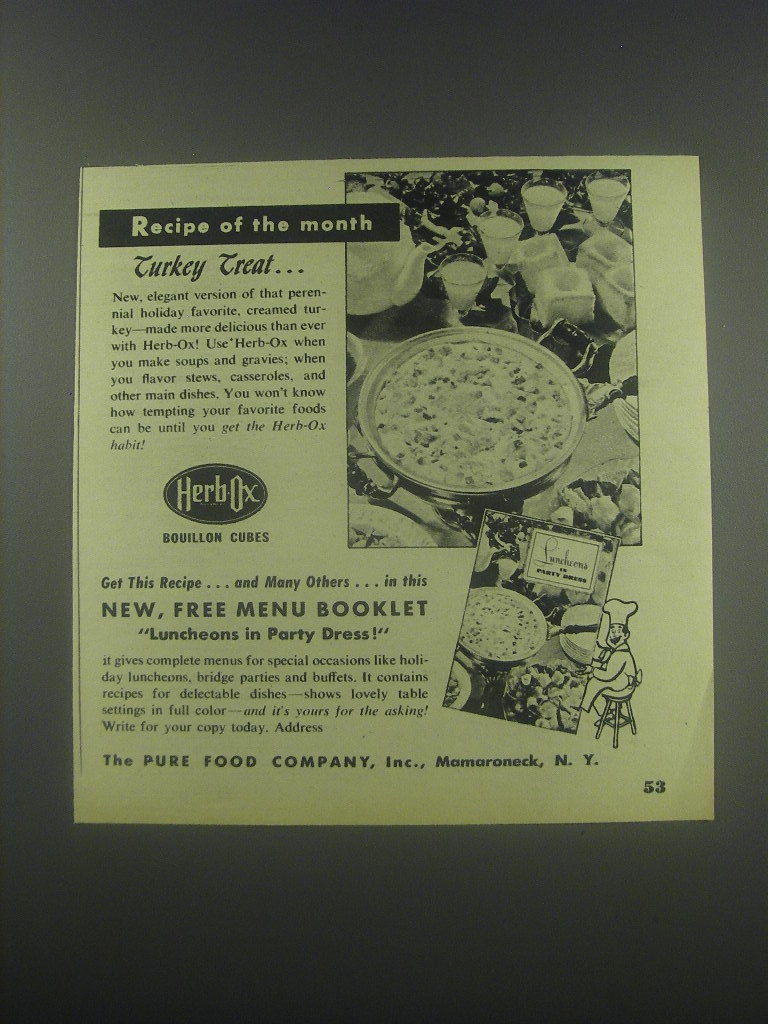 Recipe of the month
Turkey Treat...
New, elegant version of that peren-
nial holiday favorite, creamed tur-
key—made more delicious than ever
with Herb-Ox! Use Herb-Ox when
you make soups and gravies; when
you flavor stews, casseroles, and
other main dishes. You won't know
how tempting your favorite foods
can be until you get the Herb-Ox
habit!
Herb-Ox
BOUILLON CUBES
Luncheons
IN
PARTY DRESS
Get This Recipe . . . and Many Others . . . in this
NEW, FREE MENU BOOKLET
"Luncheons in Party Dress!"
it gives complete menus for special occasions like holi-
day luncheons, bridge parties and buffets. It contains
recipes for delectable dishes—shows lovely table
settings in full color—and it's yours for the asking!
Write for your copy today. Address
The PURE FOOD COMPANY, Inc., Mamaroneck, N. Y.
53